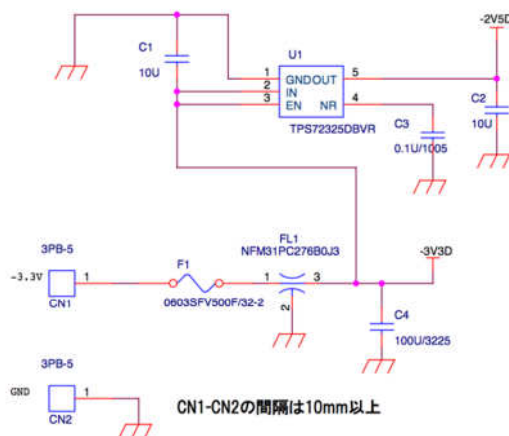 -2V5D
C1
10U
U1
1 GNDOUT 5
2 IN
3 EN NR 4
TPS72325DBVR
C2
10U
C3
0.1U/1005
3PB-5
-3.3V
1
CN1
F1
0603SFV500F/32-2
FL1
NFM31PC276B0J3
1
3
2
-3V3D
C4
100U/3225
3PB-5
GND
1
CN2
CN1-CN2の間隔は10mm以上